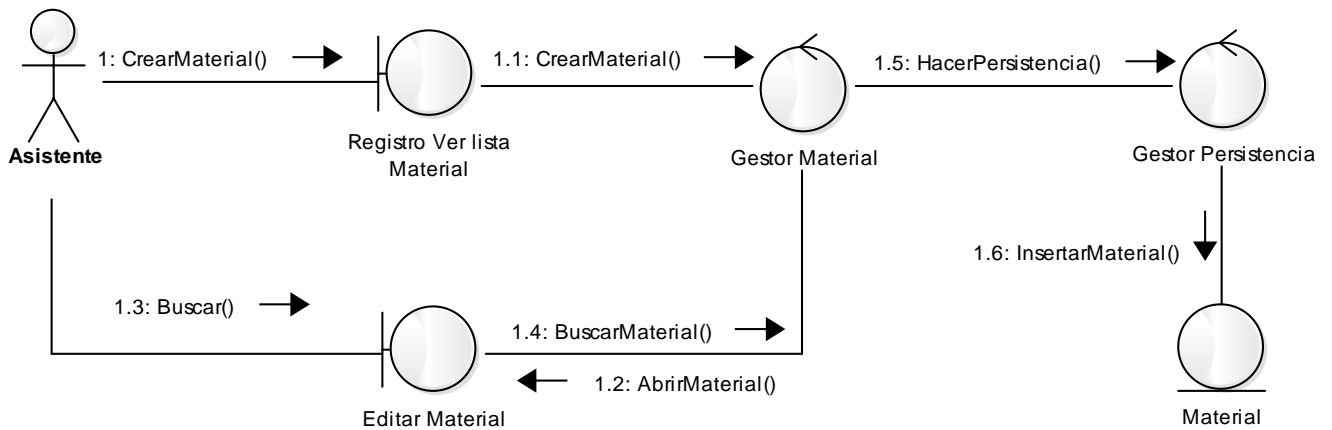 1: CrearMaterial()
1.1: CrearMaterial()
1.5: HacerPersistencia()
Asistente
Registro Ver lista
Material
Gestor Material
Gestor Persistencia
1.6: InsertarMaterial()
1.3: Buscar()
1.4: BuscarMaterial()
1.2: AbrirMaterial()
Editar Material
Material